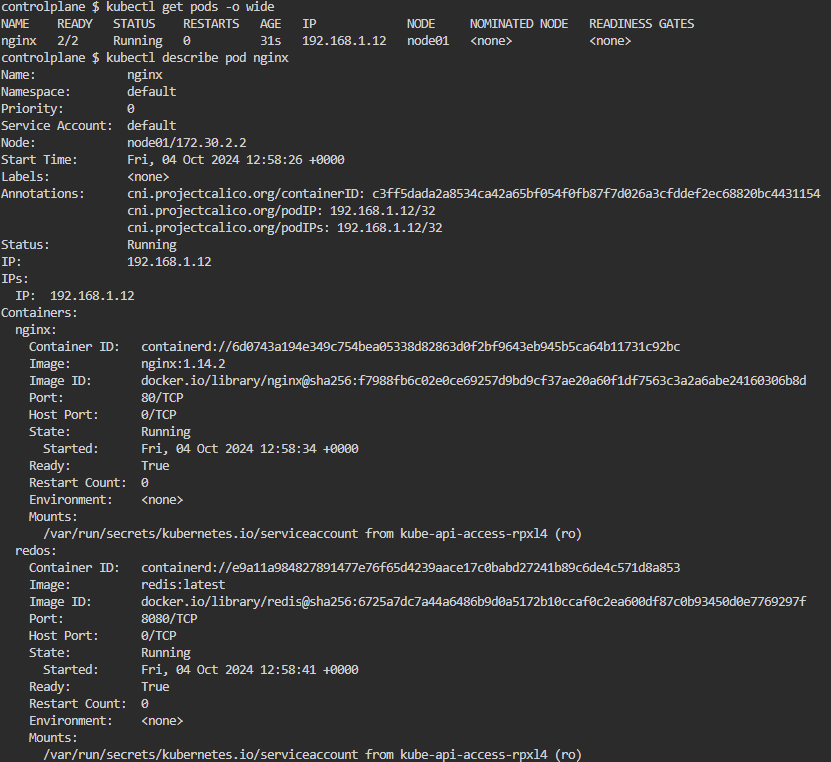 controlplane $ kubectl get pods -o wide
NAME    READY   STATUS    RESTARTS   AGE   IP             NODE     NOMINATED NODE   READINESS GATES
nginx   2/2     Running   0          31s   192.168.1.12   node01   <none>           <none>
controlplane $ kubectl describe pod nginx
Name:             nginx
Namespace:        default
Priority:         0
Service Account:  default
Node:             node01/172.30.2.2
Start Time:       Fri, 04 Oct 2024 12:58:26 +0000
Labels:           <none>
Annotations:      cni.projectcalico.org/containerID: c3ff5dada2a8534ca42a65bf054f0fb87f7d026a3cfddef2ec68820bc4431154
                  cni.projectcalico.org/podIP: 192.168.1.12/32
                  cni.projectcalico.org/podIPs: 192.168.1.12/32
Status:           Running
IP:               192.168.1.12
IPs:
  IP:  192.168.1.12
Containers:
  nginx:
    Container ID:   containerd://6d0743a194e349c754bea05338d82863d0f2bf9643eb945b5ca64b11731c92bc
    Image:          nginx:1.14.2
    Image ID:       docker.io/library/nginx@sha256:f7988fb6c02e0ce69257d9bd9cf37ae20a60f1df7563c3a2a6abe24160306b8d
    Port:           80/TCP
    Host Port:      0/TCP
    State:          Running
      Started:      Fri, 04 Oct 2024 12:58:34 +0000
    Ready:          True
    Restart Count:  0
    Environment:    <none>
    Mounts:
      /var/run/secrets/kubernetes.io/serviceaccount from kube-api-access-rpxl4 (ro)
  redos:
    Container ID:   containerd://e9a11a984827891477e76f65d4239aace17c0babd27241b89c6de4c571d8a853
    Image:          redis:latest
    Image ID:       docker.io/library/redis@sha256:6725a7dc7a44a6486b9d0a5172b10ccaf0c2ea600df87c0b93450d0e7769297f
    Port:           8080/TCP
    Host Port:      0/TCP
    State:          Running
      Started:      Fri, 04 Oct 2024 12:58:41 +0000
    Ready:          True
    Restart Count:  0
    Environment:    <none>
    Mounts:
      /var/run/secrets/kubernetes.io/serviceaccount from kube-api-access-rpxl4 (ro)